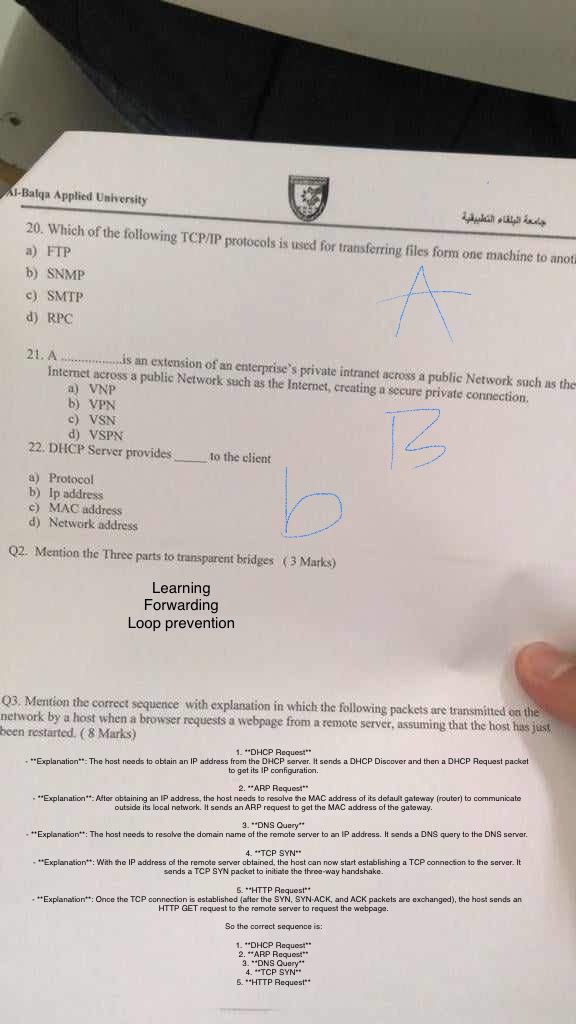 Al-Balqa Applied University
جامعة البلقاء التطبيقية
20. Which of the following TCP/IP protocols is used for transferring files form one machine to
a) FTP
b) SNMP
c) SMTP
d) RPC
A
21. A ..................is an extension of an enterprise's private intranet across a public Network such as the
Internet across a public Network such as the Internet, creating a secure private connection.
a) VNP
b) VPN
c) VSN
d) VSPN
B
22. DHCP Server provides _____ to the client
a) Protocol
b) Ip address
c) MAC address
d) Network address
b
Q2. Mention the Three parts to transparent bridges ( 3 Marks)
Learning
Forwarding
Loop prevention
Q3. Mention the correct sequence with explanation in which the following packets are transmitted on the
network by a host when a browser requests a webpage from a remote server, assuming that the host has just
been restarted. ( 8 Marks)
1. **DHCP Request**
- **Explanation**: The host needs to obtain an IP address from the DHCP server. It sends a DHCP Discover and then a DHCP Request packet
to get its IP configuration.
2. **ARP Request**
- **Explanation**: After obtaining an IP address, the host needs to resolve the MAC address of its default gateway (router) to communicate
outside its local network. It sends an ARP request to get the MAC address of the gateway.
3. **DNS Query**
- **Explanation**: The host needs to resolve the domain name of the remote server to an IP address. It sends a DNS query to the DNS server.
4. **TCP SYN**
- **Explanation**: With the IP address of the remote server obtained, the host can now start establishing a TCP connection to the server. It
sends a TCP SYN packet to initiate the three-way handshake.
5. **HTTP Request**
- **Explanation**: Once the TCP connection is established (after the SYN, SYN-ACK, and ACK packets are exchanged), the host sends an
HTTP GET request to the remote server to request the webpage.
So the correct sequence is:
1. **DHCP Request**
2. **ARP Request**
3. **DNS Query**
4. **TCP SYN**
5. **HTTP Request**